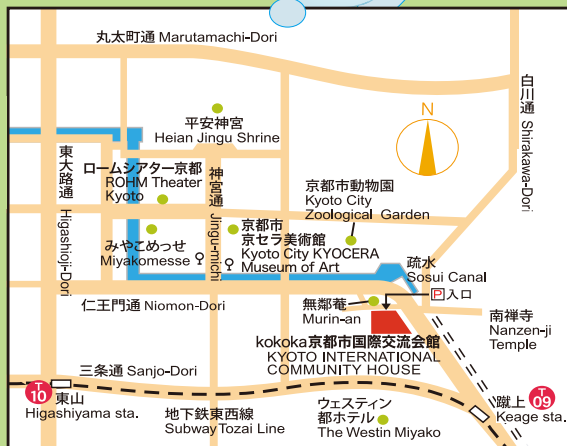 丸太町通 Marutamachi-Dori
白川通 Shirakawa-Dori
N
平安神宮
Heian Jingu Shrine
東大路通 Higashioji-Dori
ロームシアター京都
ROHM Theater
Kyoto
神宮通 Jingu-michi
京都市動物園
Kyoto City
Zoological Garden
みやこめっせ
Miyakomesse
京都市
京セラ美術館
Kyoto City KYOCERA
Museum of Art
疏水
Sosui Canal
仁王門通 Niomon-Dori
無鄰菴
Murin-an
P 入口
南禅寺
Nanzen-ji
Temple
kokoka京都市国際交流会館
KYOTO INTERNATIONAL
COMMUNITY HOUSE
三条通 Sanjo-Dori
T
10
東山
Higashiyama sta.
地下鉄東西線
Subway Tozai Line
ウェスティン
都ホテル
The Westin Miyako
蹴上
Keage sta.
T
09